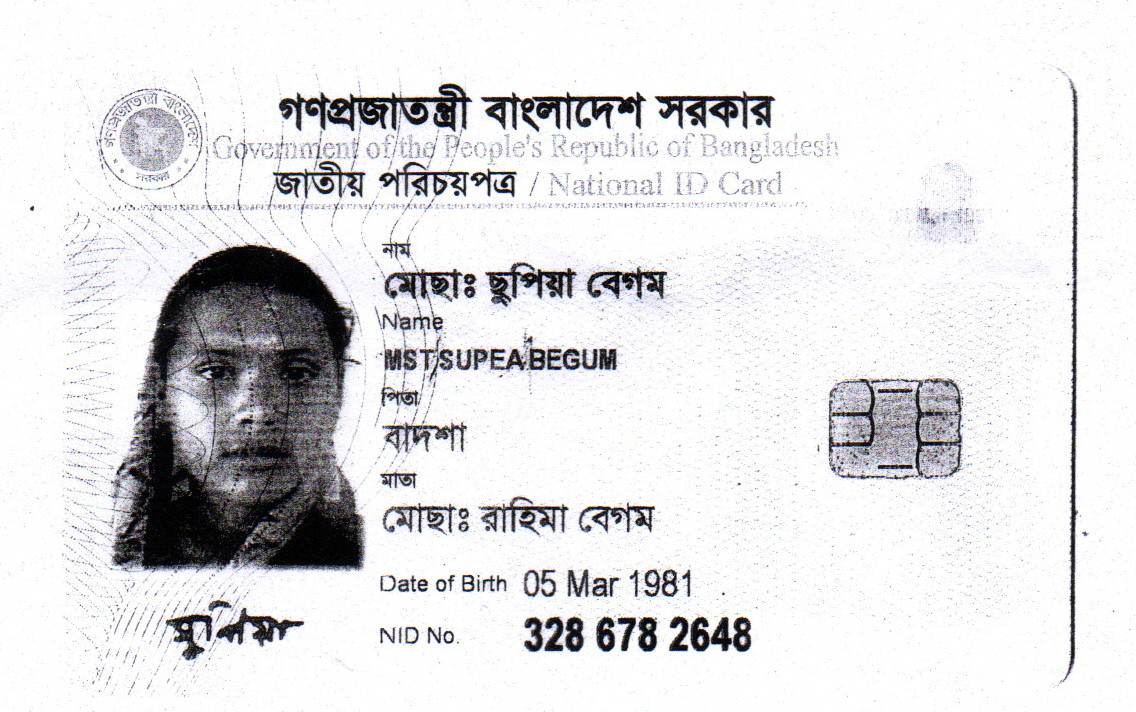 গণপ্রজাতন্ত্রী বাংলাদেশ সরকার
Government of the People's Republic of Bangladesh
জাতীয় পরিচয়পত্র / National ID Card
নাম
মোছাঃ ছুপিয়া বেগম
Name
MST SUPEA BEGUM
পিতা
বাদশা
মাতা
মোছাঃ রাহিমা বেগম
Date of Birth 05 Mar 1981
NID No. 328 678 2648